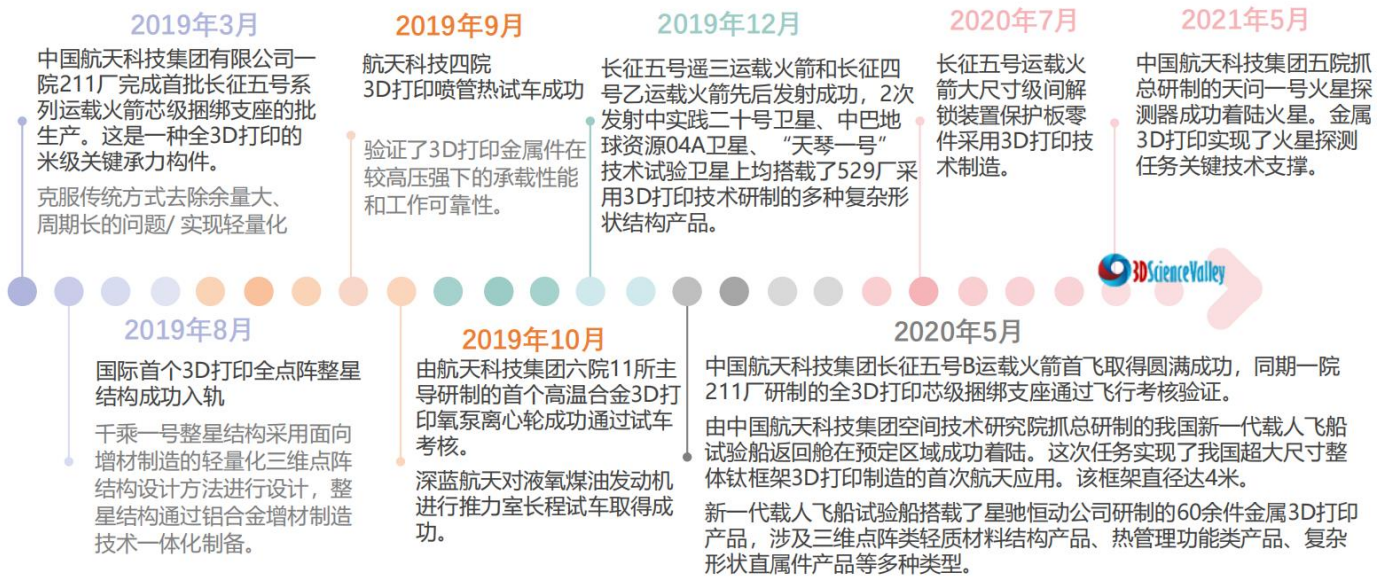 2019年3月
中国航天科技集团有限公司一
院211厂完成首批长征五号系
列运载火箭芯级捆绑支座的批
生产。这是一种全3D打印的
米级关键承力构件。
克服传统方式去除余量大、
周期长的问题/ 实现轻量化
2019年9月
航天科技四院
3D打印喷管热试车成功
验证了3D打印金属件在
较高压强下的承载性能
和工作可靠性。
2019年12月
长征五号遥三运载火箭和长征四
号乙运载火箭先后发射成功，2次
发射中实践二十号卫星、中巴地
球资源04A卫星、“天琴一号”
技术试验卫星上均搭载了529厂采
用3D打印技术研制的多种复杂形
状结构产品。
2020年7月
长征五号运载火
箭大尺寸级间解
锁装置保护板零
件采用3D打印技
术制造。
2021年5月
中国航天科技集团五院抓
总研制的天问一号火星探
测器成功着陆火星。金属
3D打印实现了火星探测
任务关键技术支撑。
3DScienceValley
2019年8月
国际首个3D打印全点阵整星
结构成功入轨
千乘一号整星结构采用面向
增材制造的轻量化三维点阵
结构设计方法进行设计，整
星结构通过铝合金增材制造
技术一体化制备。
2019年10月
由航天科技集团六院11所主
导研制的首个高温合金3D打
印氧泵离心轮成功通过试车
考核。
深蓝航天对液氧煤油发动机
进行推力室长程试车取得成
功。
2020年5月
中国航天科技集团长征五号B运载火箭首飞取得圆满成功，同期一院
211厂研制的全3D打印芯级捆绑支座通过飞行考核验证。
由中国航天科技集团空间技术研究院抓总研制的我国新一代载人飞船
试验船返回舱在预定区域成功着陆。这次任务实现了我国超大尺寸整
体钛框架3D打印制造的首次航天应用。该框架直径达4米。
新一代载人飞船试验船搭载了星驰恒动公司研制的60余件金属3D打印
产品，涉及三维点阵类轻质材料结构产品、热管理功能类产品、复杂
形状直属件产品等多种类型。